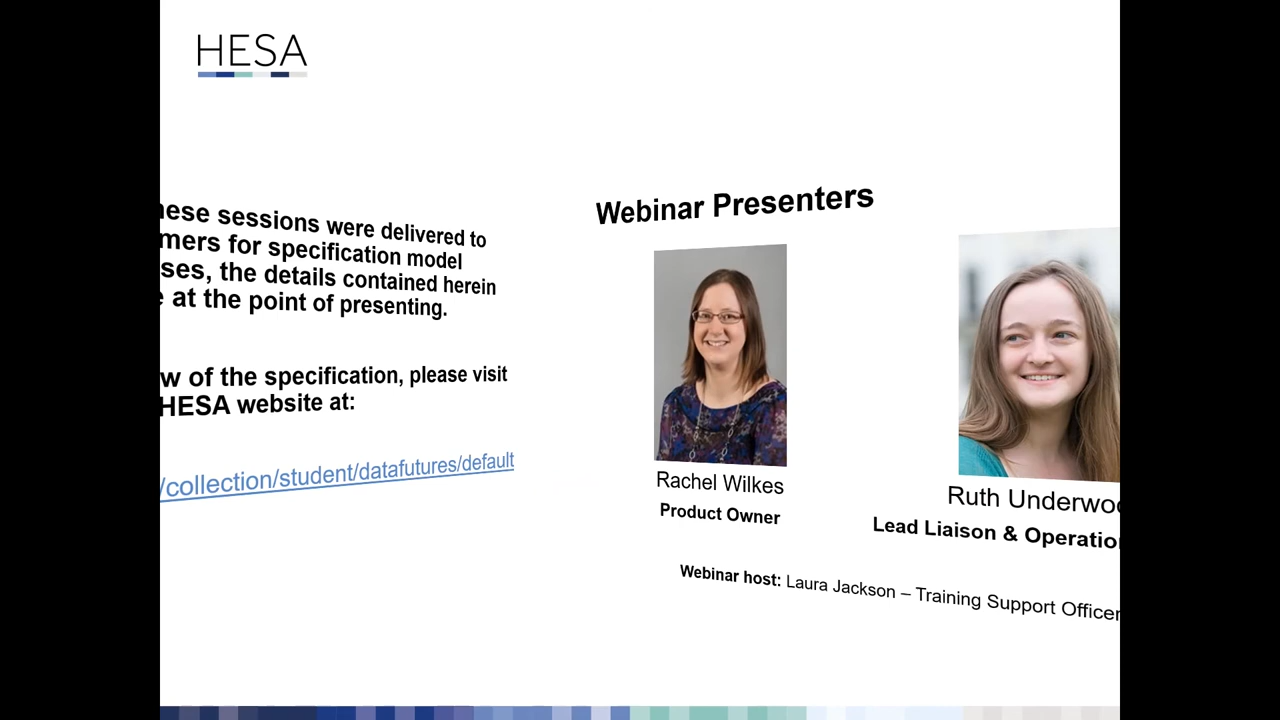 HESA
hese sessions were delivered to
mers for specification model
ses, the details contained herein
e at the point of presenting.
w of the specification, please visit
HESA website at:
/collection/student/datafutures/default
Webinar Presenters
Rachel Wilkes
Product Owner
Ruth Underwoo
Lead Liaison & Operation
Webinar host: Laura Jackson – Training Support Officer